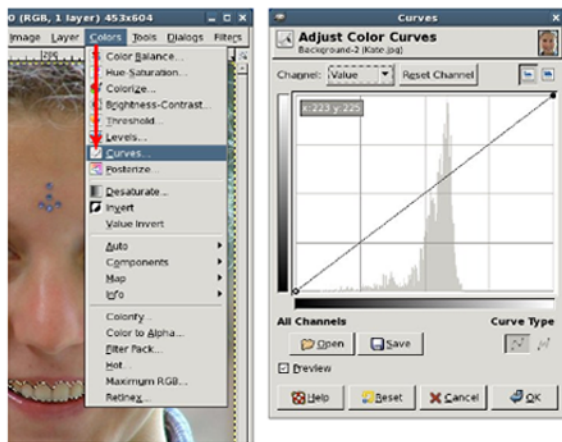 0 (RGB, 1 layer) 453x604
Image Layer Colors Tools Dialogs Filters
Color Balance...
Hue-Saturation...
Colorize...
Brightness-Contrast...
Threshold...
Levels...
Curves...
Posterize...
Desaturate...
Invert
Value Invert
Auto
Components
Map
Info
Colorify...
Color to Alpha...
Filter Pack...
Hot...
Maximum RGB...
Retinex...
Curves
Adjust Color Curves
Background-2 (Kate.jpg)
Channel: Value Reset Channel
x:223 y:225
All Channels Curve Type
Open Save
Preview
Help Reset Cancel OK